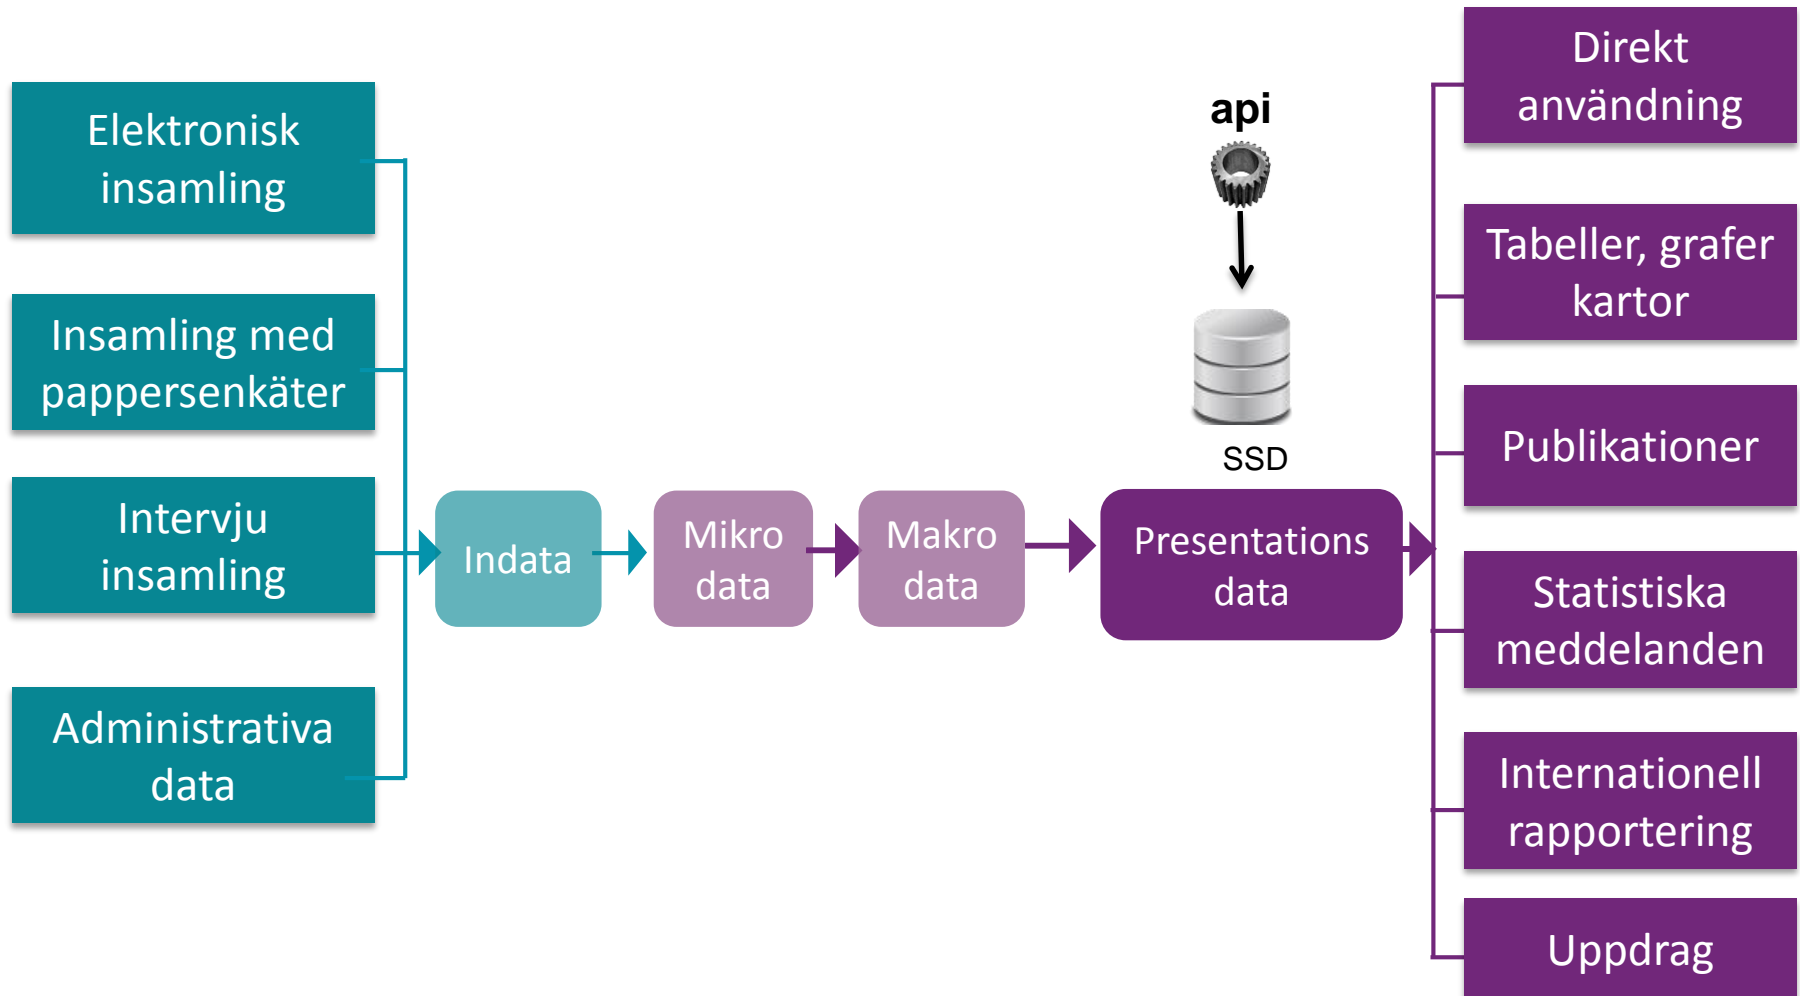 Elektronisk
insamling
Insamling med
pappersenkäter
Intervju
insamling
Administrativa
data
Indata
Mikro
data
Makro
data
api
SSD
Presentations
data
Direkt
användning
Tabeller, grafer
kartor
Publikationer
Statistiska
meddelanden
Internationell
rapportering
Uppdrag